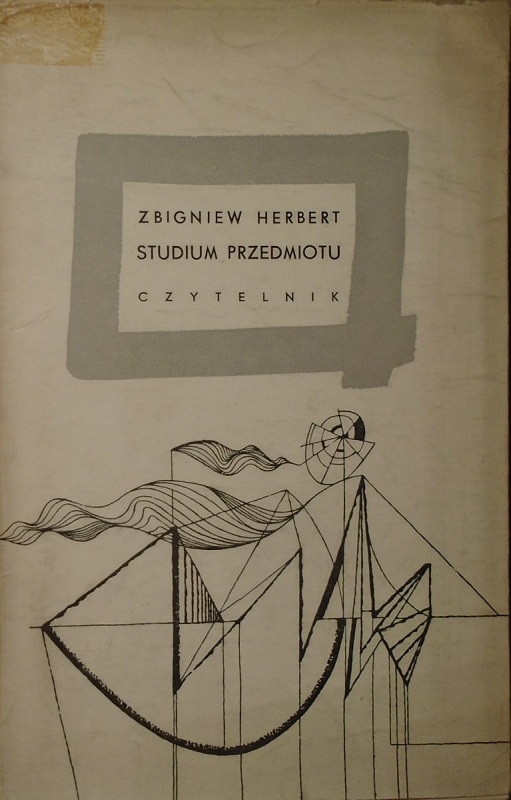 ZBIGNIEW HERBERT
STUDIUM PRZEDMIOTU
CZYTELNIK